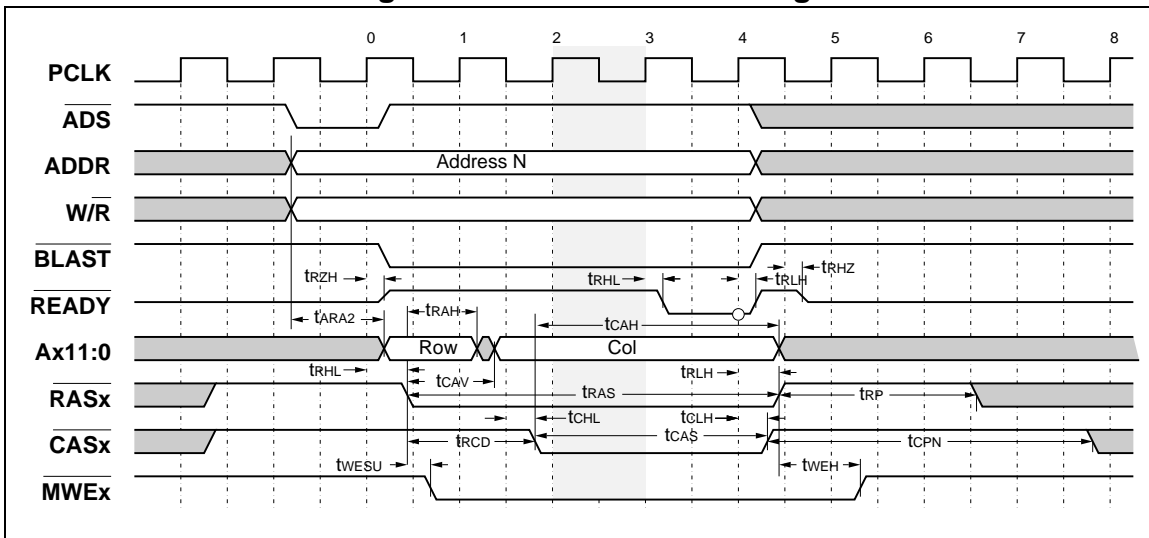 0 1 2 3 4 5 6 7 8
PCLK
ADS
ADDR Address N
W/R
BLAST
tRZH tRHL tRLH tRHZ
READY
tARA2 tRAH tCAH
Ax11:0 Row Col
tRHL tCAV tRAS tRLH tRP
RASx
tCHL tCLH
CASx tRCD tCAS tCPN
tWESU tWEH
MWEx